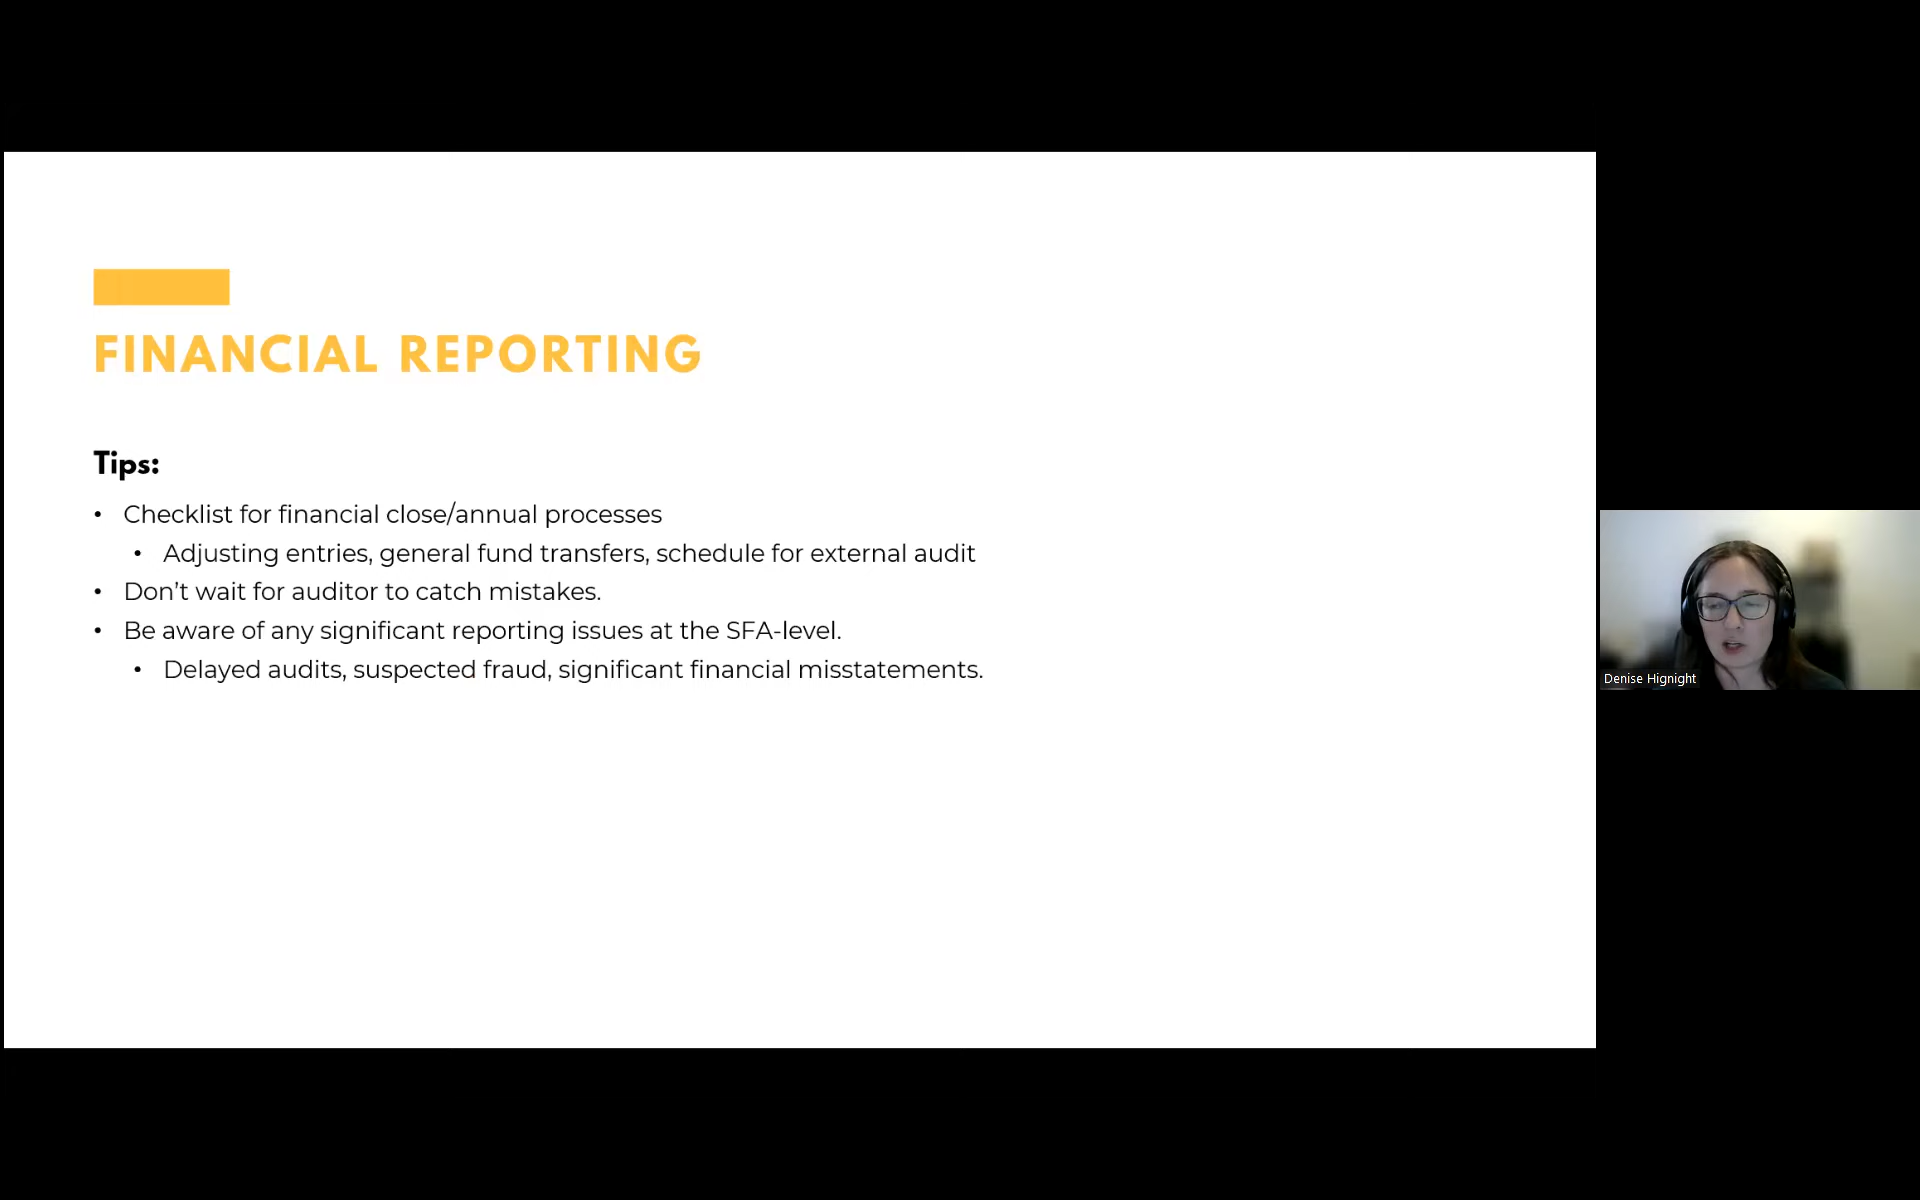 FINANCIAL REPORTING
Tips:
• Checklist for financial close/annual processes
• Adjusting entries, general fund transfers, schedule for external audit
• Don’t wait for auditor to catch mistakes.
• Be aware of any significant reporting issues at the SFA-level.
• Delayed audits, suspected fraud, significant financial misstatements.
Denise Hignight